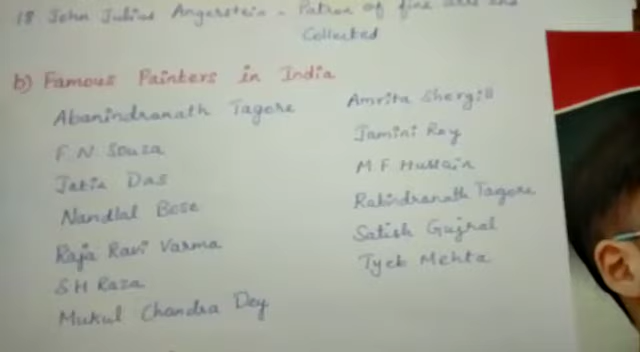 18 John Julius Angerstein - Patron of fine arts and
Collected
b) Famous Painters in India
Abanindranath Tagore
F.N. Souza
Jatin Das
Nandlal Bose
Raja Ravi Varma
S H Raza
Mukul Chandra Dey
Amrita Shergill
Jamini Roy
M F Hussain
Rabindranath Tagore
Satish Gujral
Tyeb Mehta